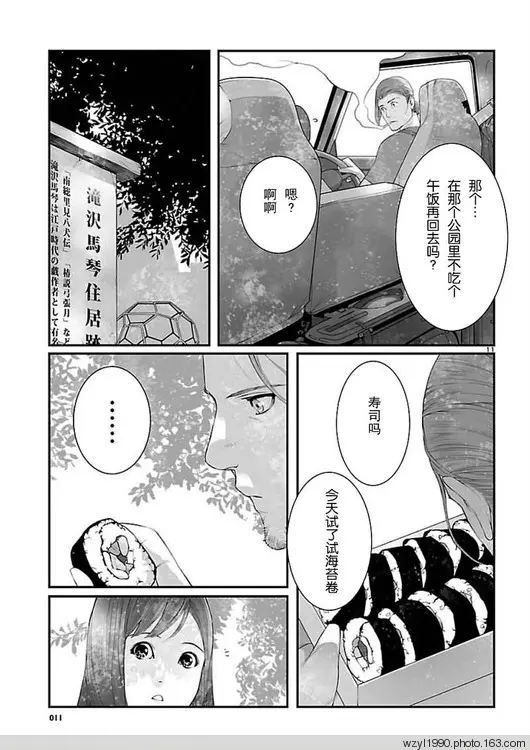 那个…
在那个公园里不吃个
午饭再回去吗？
嗯？
啊啊
滝沢馬琴住居跡
「南総里見八犬伝」「椿説弓張月」など
滝沢馬琴は江戸時代の戯作者として有名
11
寿司吗
今天试了试海苔卷
……
011
wzyl1990.photo.163.com